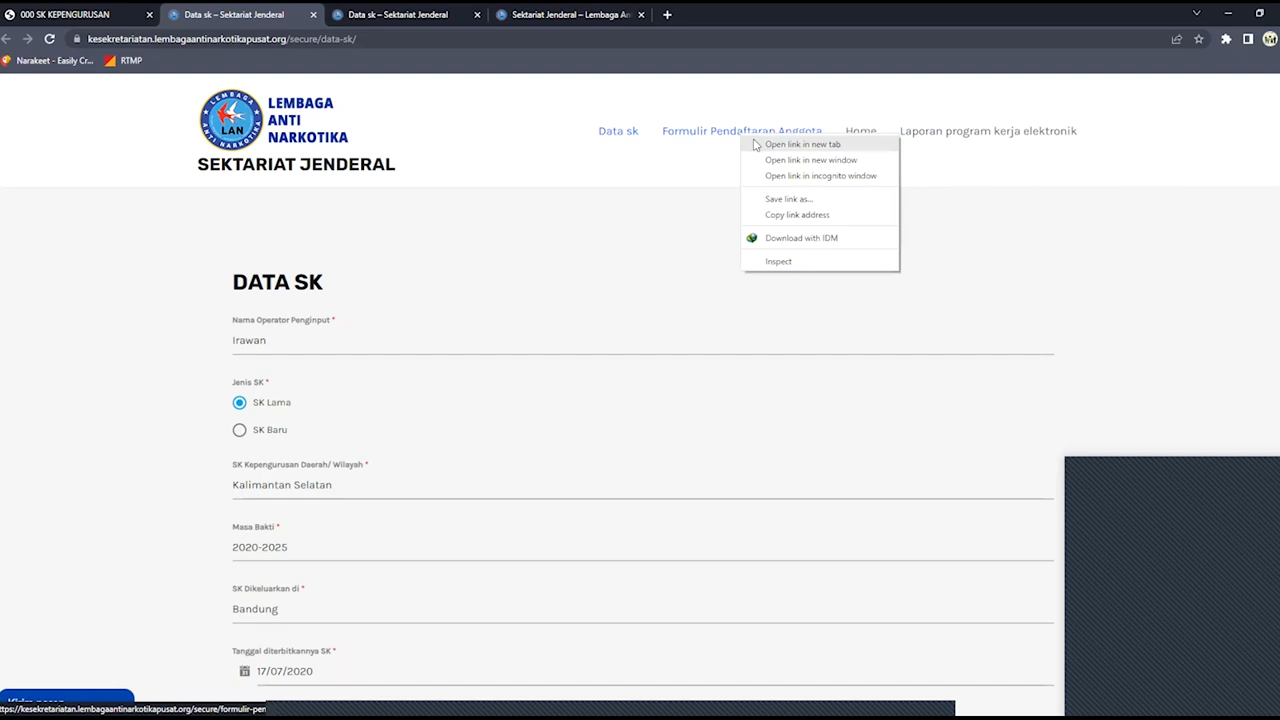 000 SK KEPENGURUSAN
Data sk – Sektariat Jenderal
Data sk – Sektariat Jenderal
Sektariat Jenderal – Lembaga An
kesekretariatan.lembagaantinarkotikapusat.org/secure/data-sk/
Narakeet - Easily Cr...
RTMP
LEMBAGA
ANTI
NARKOTIKA
LEMBAGA
LAN
ANTI NARKOTIKA
SEKTARIAT JENDERAL
Data sk
Formulir Pendaftaran Anggota
Home
Laporan program kerja elektronik
Open link in new tab
Open link in new window
Open link in incognito window
Save link as...
Copy link address
Download with IDM
Inspect
DATA SK
Nama Operator Penginput *
Irawan
Jenis SK *
SK Lama
SK Baru
SK Kepengurusan Daerah/ Wilayah *
Kalimantan Selatan
Masa Bakti *
2020-2025
SK Dikeluarkan di *
Bandung
Tanggal diterbitkannya SK *
17/07/2020
https://kesekretariatan.lembagaantinarkotikapusat.org/secure/formulir-pen